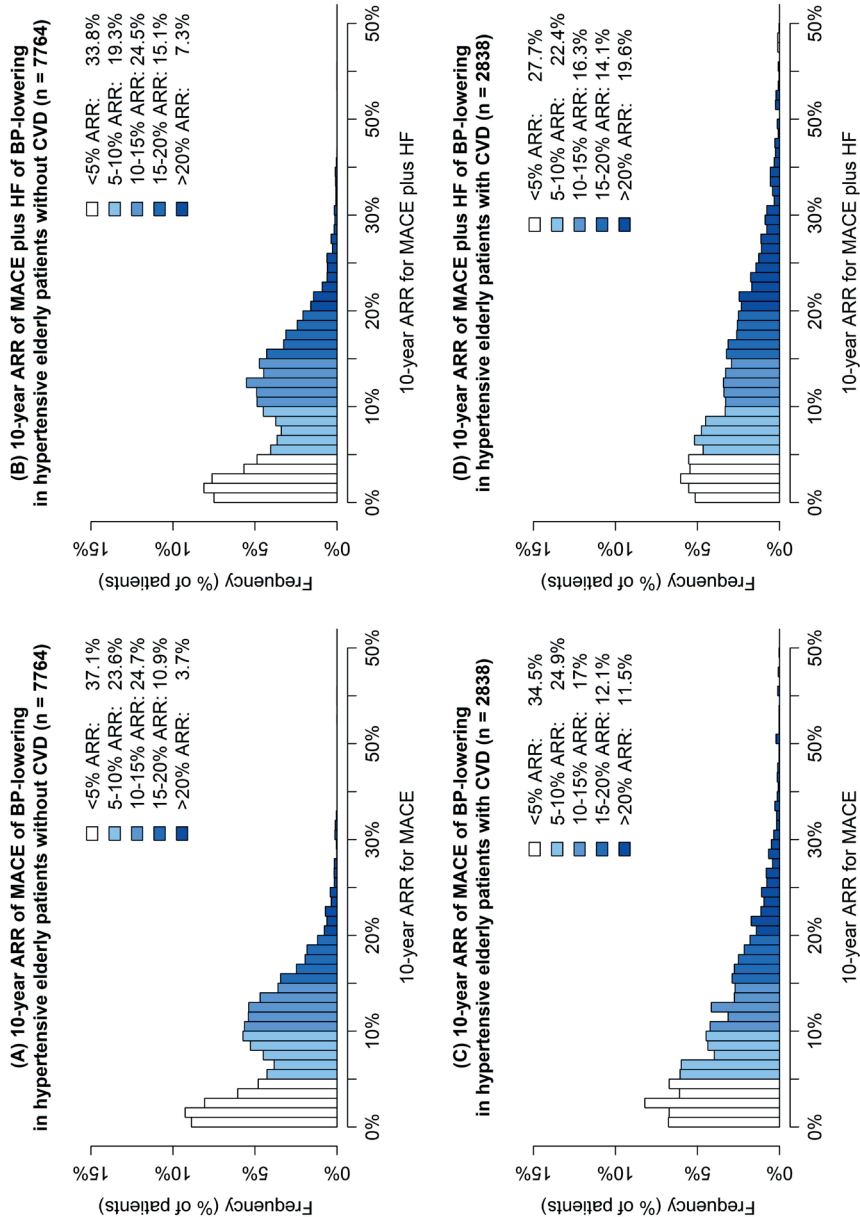 (A) 10-year ARR of MACE of BP-lowering
in hypertensive elderly patients without CVD (n = 7764)
<5% ARR: 37.1%
5-10% ARR: 23.6%
10-15% ARR: 24.7%
15-20% ARR: 10.9%
>20% ARR: 3.7%
Frequency (% of patients)
15%
10%
5%
0%
0% 10% 20% 30% 50% 50%
10-year ARR for MACE
(B) 10-year ARR of MACE plus HF of BP-lowering
in hypertensive elderly patients without CVD (n = 7764)
<5% ARR: 33.8%
5-10% ARR: 19.3%
10-15% ARR: 24.5%
15-20% ARR: 15.1%
>20% ARR: 7.3%
Frequency (% of patients)
15%
10%
5%
0%
0% 10% 20% 30% 50% 50%
10-year ARR for MACE plus HF
(C) 10-year ARR of MACE of BP-lowering
in hypertensive elderly patients with CVD (n = 2838)
<5% ARR: 34.5%
5-10% ARR: 24.9%
10-15% ARR: 17%
15-20% ARR: 12.1%
>20% ARR: 11.5%
Frequency (% of patients)
15%
10%
5%
0%
0% 10% 20% 30% 50% 50%
10-year ARR for MACE
(D) 10-year ARR of MACE plus HF of BP-lowering
in hypertensive elderly patients with CVD (n = 2838)
<5% ARR: 27.7%
5-10% ARR: 22.4%
10-15% ARR: 16.3%
15-20% ARR: 14.1%
>20% ARR: 19.6%
Frequency (% of patients)
15%
10%
5%
0%
0% 10% 20% 30% 50% 50%
10-year ARR for MACE plus HF